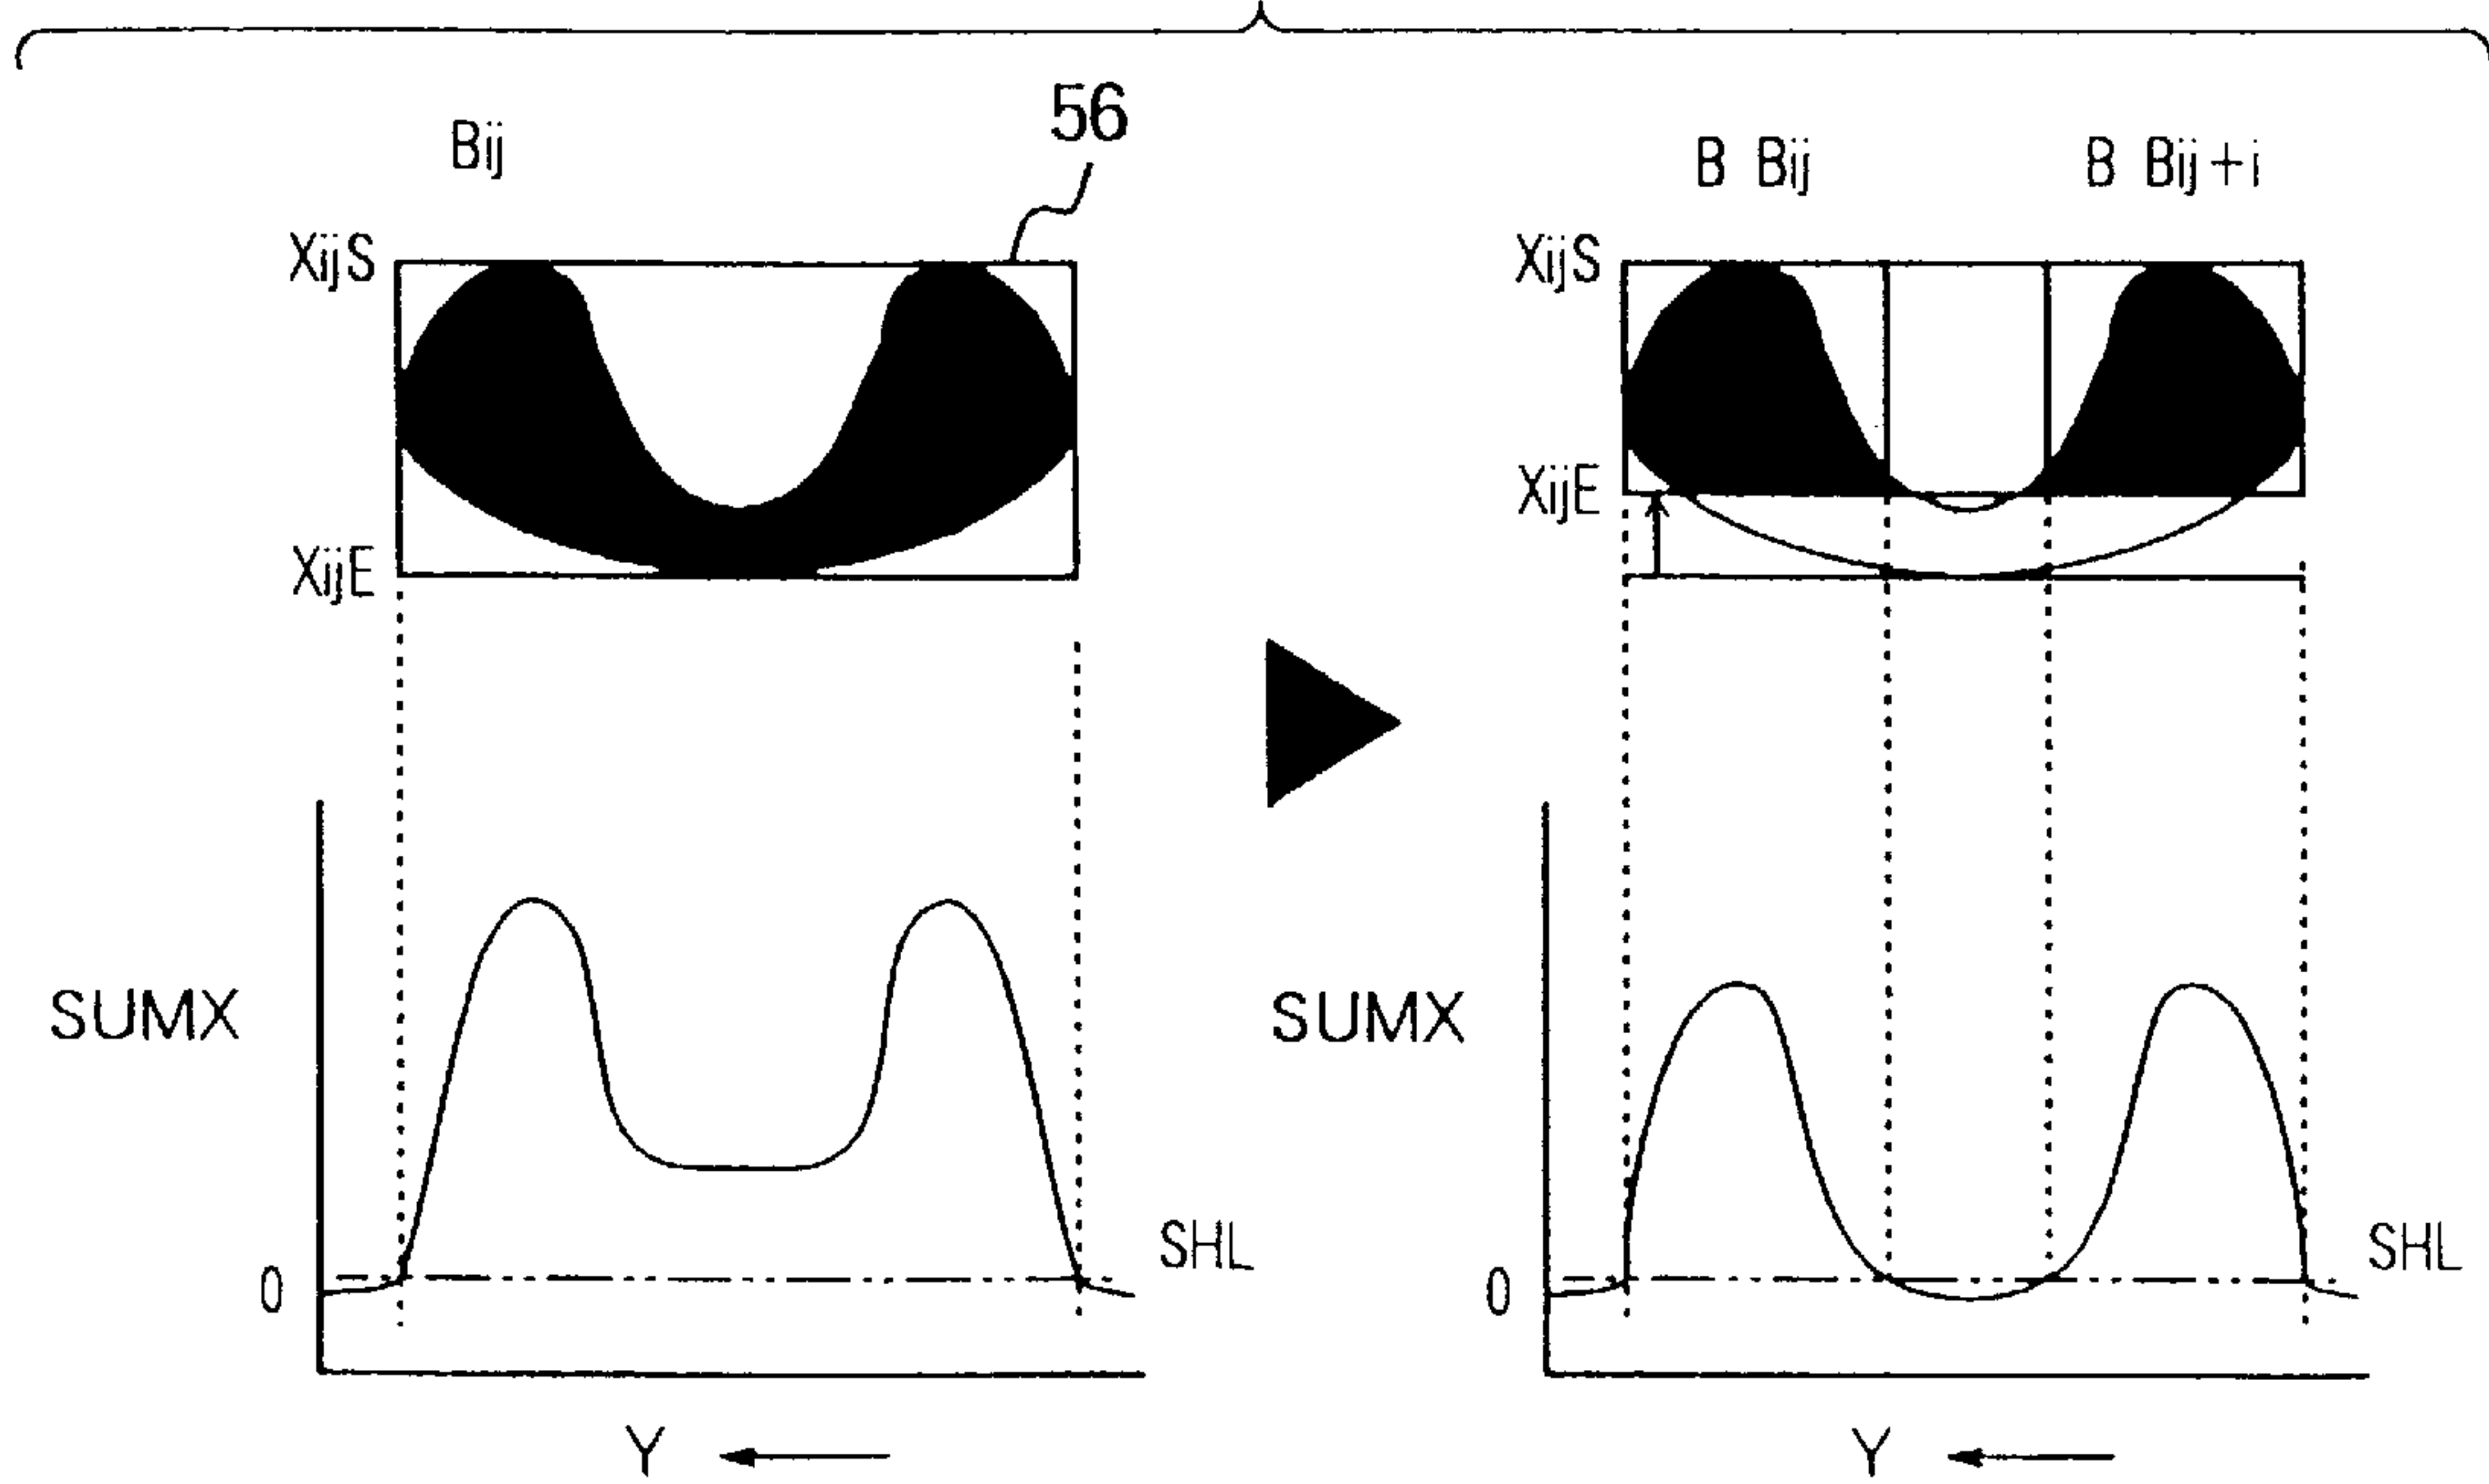 56
Bij
B Bij
B Bij+i
XijS
XijE
XijS
XijE
SUMX
SHL
0
Y
SUMX
SHL
0
Y